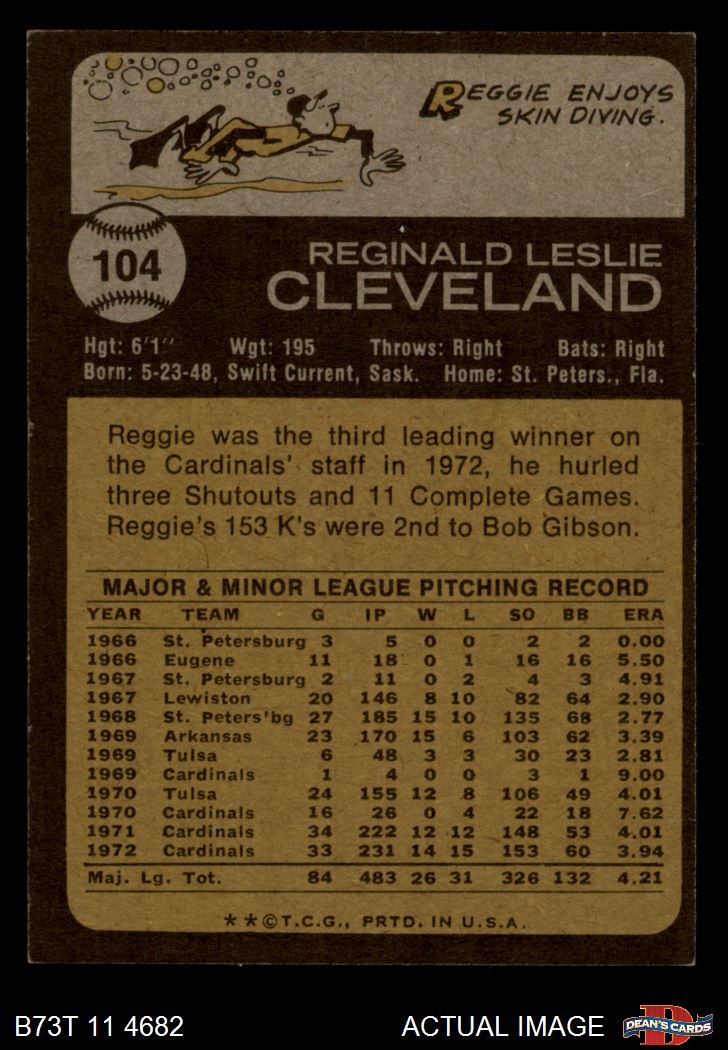 REGGIE ENJOYS
SKIN DIVING.
104
REGINALD LESLIE
CLEVELAND
Hgt: 6'1'' Wgt: 195 Throws: Right Bats: Right
Born: 5-23-48, Swift Current, Sask. Home: St. Peters., Fla.
Reggie was the third leading winner on
the Cardinals' staff in 1972, he hurled
three Shutouts and 11 Complete Games.
Reggie's 153 K's were 2nd to Bob Gibson.
MAJOR & MINOR LEAGUE PITCHING RECORD
YEAR TEAM G IP W L SO BB ERA
1966 St. Petersburg 3 5 0 0 2 2 0.00
1966 Eugene 11 18 0 1 16 16 5.50
1967 St. Petersburg 2 11 0 2 4 3 4.91
1967 Lewiston 20 146 8 10 82 64 2.90
1968 St. Peters'bg 27 185 15 10 135 68 2.77
1969 Arkansas 23 170 15 6 103 62 3.39
1969 Tulsa 6 48 3 3 30 23 2.81
1969 Cardinals 1 4 0 0 3 1 9.00
1970 Tulsa 24 155 12 8 106 49 4.01
1970 Cardinals 16 26 0 4 22 18 7.62
1971 Cardinals 34 222 12 12 148 53 4.01
1972 Cardinals 33 231 14 15 153 60 3.94
Maj. Lg. Tot. 84 483 26 31 326 132 4.21
**©T.C.G., PRTD. IN U.S.A.
B73T 11 4682 ACTUAL IMAGE DEAN'S CARDS